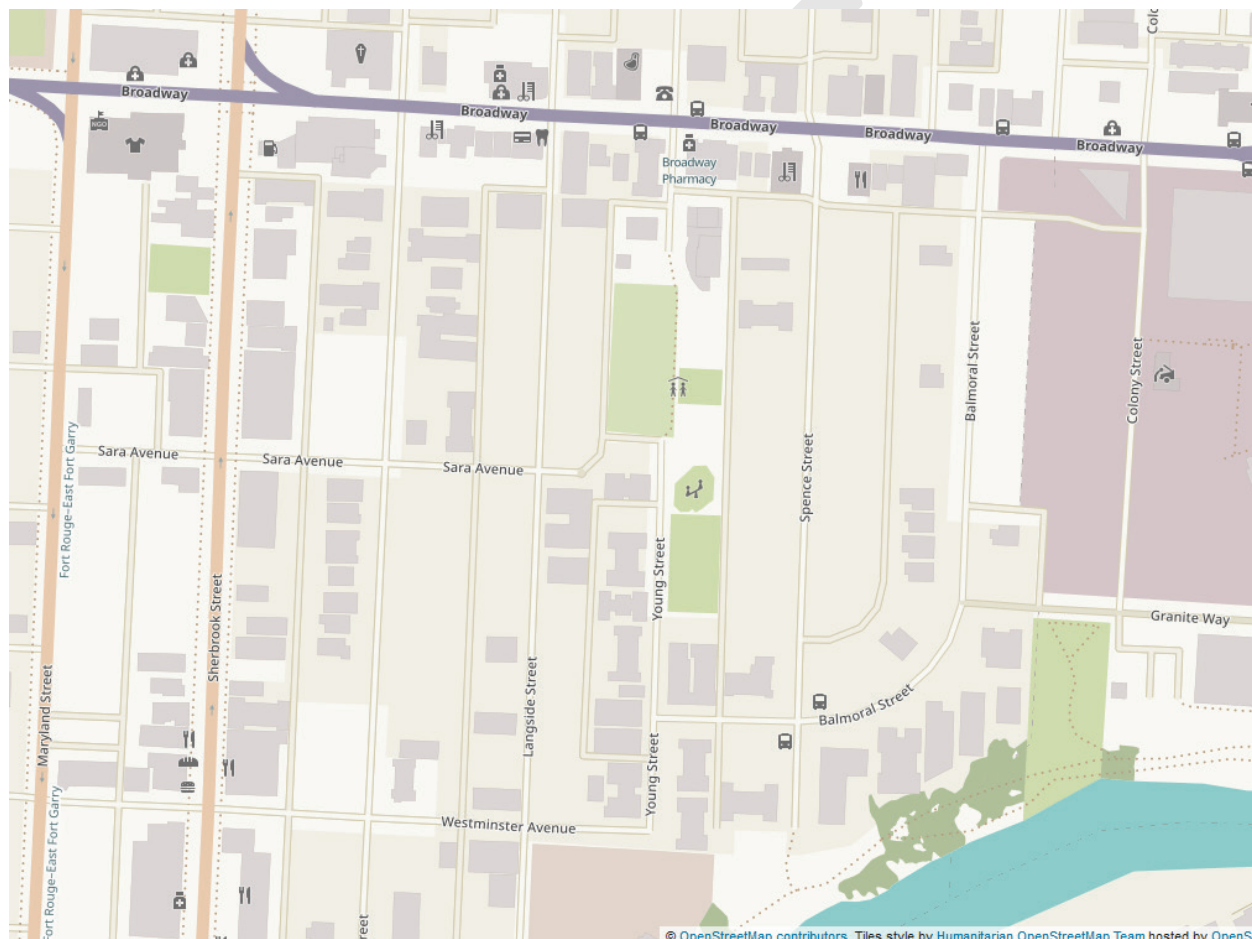 Colo
Broadway
Broadway
Broadway
Broadway
Broadway
NGO
Broadway
Pharmacy
Balmoral Street
Colony Street
Sara Avenue
Sara Avenue
Sara Avenue
Fort Rouge-East Fort Garry
Spence Street
Young Street
Granite Way
Sherbrook Street
Maryland Street
Langside Street
Balmoral Street
Young Street
Westminster Avenue
Fort Rouge-East Fort Garry
reet
© OpenStreetMap contributors. Tiles style by Humanitarian OpenStreetMap Team hosted by OpenS